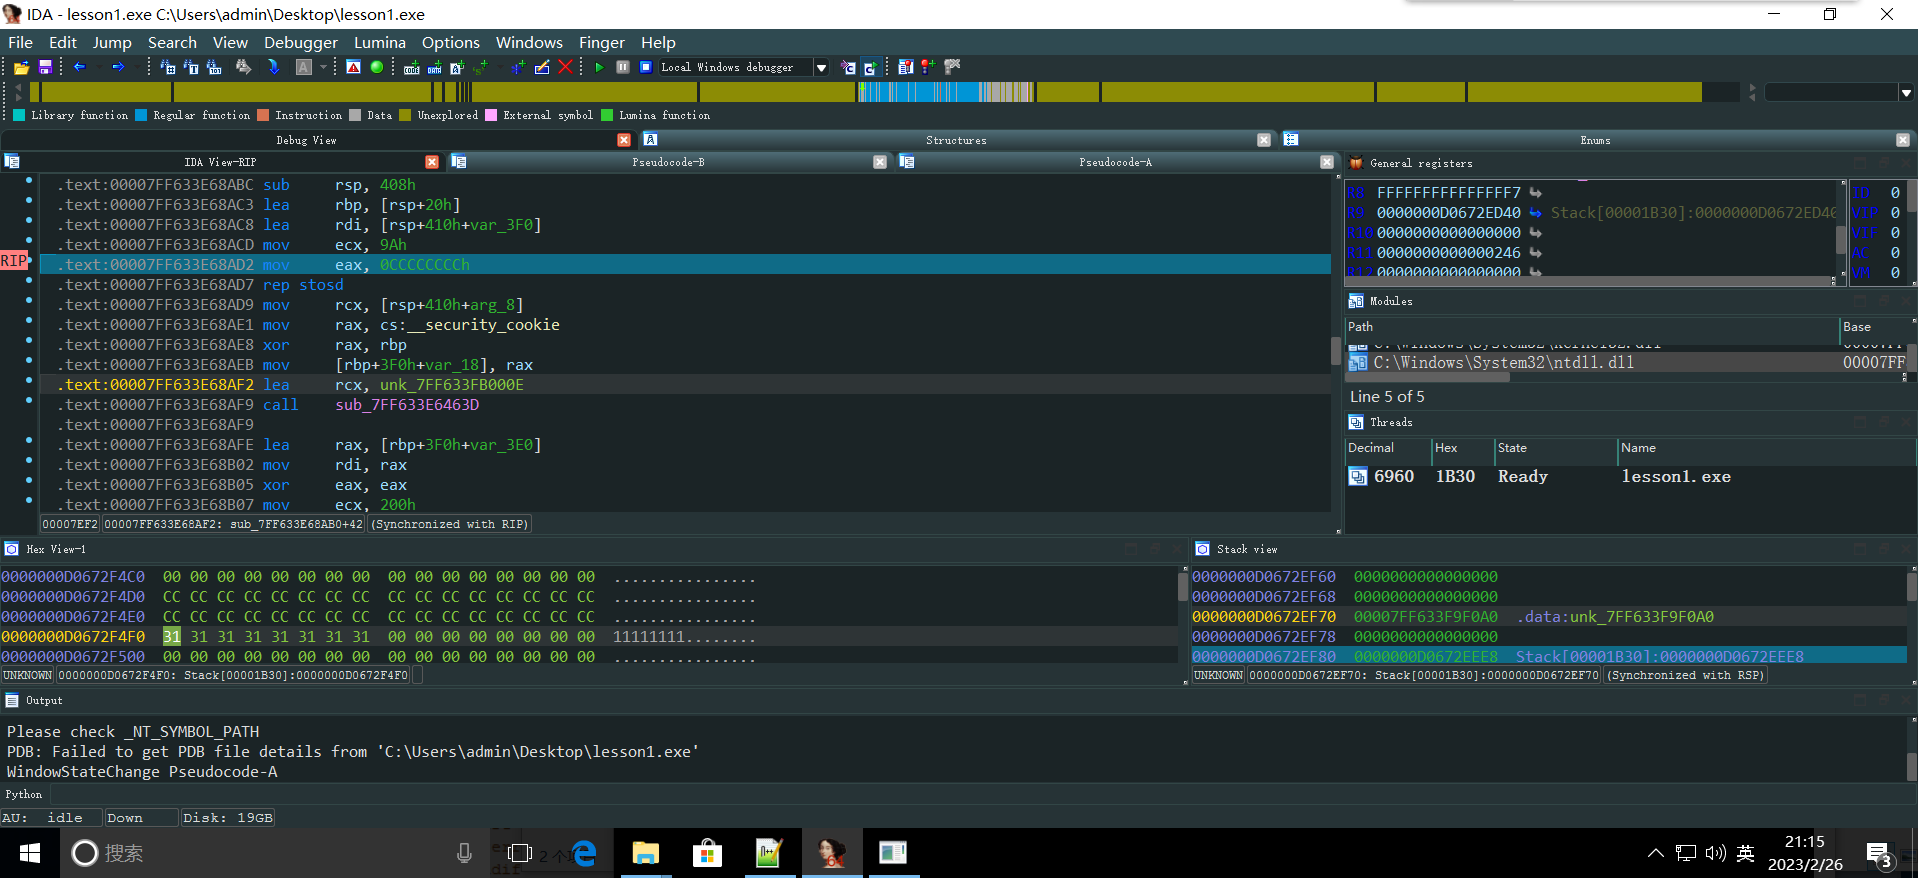 IDA - lesson1.exe C:\Users\admin\Desktop\lesson1.exe
File Edit Jump Search View Debugger Lumina Options Windows Finger Help
Local Windows debugger
Library function Regular function Instruction Data Unexplored External symbol Lumina function
Debug View Structures Enums
IDA View-RIP Pseudocode-B Pseudocode-A
.text:00007FF633E68ABC sub rsp, 408h
.text:00007FF633E68AC3 lea rbp, [rsp+20h]
.text:00007FF633E68AC8 lea rdi, [rsp+410h+var_3F0]
.text:00007FF633E68ACD mov ecx, 9Ah
RIP .text:00007FF633E68AD2 mov eax, 0CCCCCCCCh
.text:00007FF633E68AD7 rep stosd
.text:00007FF633E68AD9 mov rcx, [rsp+410h+arg_8]
.text:00007FF633E68AE1 mov rax, cs:__security_cookie
.text:00007FF633E68AE8 xor rax, rbp
.text:00007FF633E68AEB mov [rbp+3F0h+var_18], rax
.text:00007FF633E68AF2 lea rcx, unk_7FF633FB000E
.text:00007FF633E68AF9 call sub_7FF633E6463D
.text:00007FF633E68AF9
.text:00007FF633E68AFE lea rax, [rbp+3F0h+var_3E0]
.text:00007FF633E68B02 mov rdi, rax
.text:00007FF633E68B05 xor eax, eax
.text:00007FF633E68B07 mov ecx, 200h
00007EF2 00007FF633E68AF2: sub_7FF633E68AB0+42 (Synchronized with RIP)
General registers
R8 FFFFFFFFFFFFFFF7
R9 0000000D0672ED40 Stack[00001B30]:0000000D0672ED40
R10 0000000000000000
R11 0000000000000246
R12 0000000000000000
ID 0
VIP 0
VIF 0
AC 0
VM 0
Modules
Path Base
C:\Windows\System32\kernel32.dll 00007FF
C:\Windows\System32\ntdll.dll 00007FF
Line 5 of 5
Threads
Decimal Hex State Name
6960 1B30 Ready lesson1.exe
Hex View-1
0000000D0672F4C0 00 00 00 00 00 00 00 00 00 00 00 00 00 00 00 00 ................
0000000D0672F4D0 CC CC CC CC CC CC CC CC CC CC CC CC CC CC CC CC ................
0000000D0672F4E0 CC CC CC CC CC CC CC CC CC CC CC CC CC CC CC CC ................
0000000D0672F4F0 31 31 31 31 31 31 31 31 00 00 00 00 00 00 00 00 11111111........
0000000D0672F500 00 00 00 00 00 00 00 00 00 00 00 00 00 00 00 00 ................
UNKNOWN 0000000D0672F4F0: Stack[00001B30]:0000000D0672F4F0
Stack view
0000000D0672EF60 0000000000000000
0000000D0672EF68 0000000000000000
0000000D0672EF70 00007FF633F9F0A0 .data:unk_7FF633F9F0A0
0000000D0672EF78 0000000000000000
0000000D0672EF80 0000000D0672EEE8 Stack[00001B30]:0000000D0672EEE8
UNKNOWN 0000000D0672EF70: Stack[00001B30]:0000000D0672EF70 (Synchronized with RSP)
Output
Please check _NT_SYMBOL_PATH
PDB: Failed to get PDB file details from 'C:\Users\admin\Desktop\lesson1.exe'
WindowStateChange Pseudocode-A
Python
AU: idle Down Disk: 19GB
搜索
2 个
英
21:15
2023/2/26
3